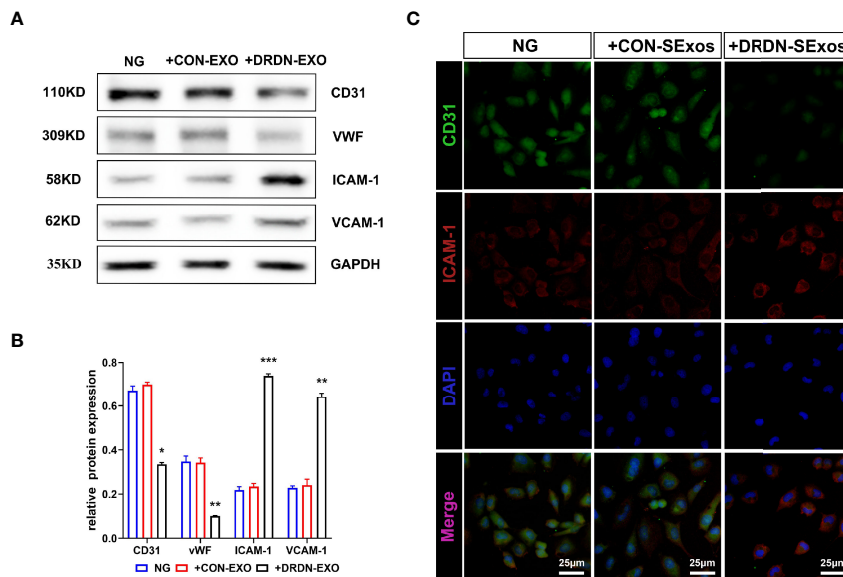 A
NG +CON-EXO +DRDN-EXO
110KD CD31
309KD VWF
58KD ICAM-1
62KD VCAM-1
35KD GAPDH
B
relative protein expression
0.8
0.6
0.4
0.2
0.0
* ** *** **
CD31 vWF ICAM-1 VCAM-1
NG +CON-EXO +DRDN-EXO
C
NG +CON-SExos +DRDN-SExos
CD31
ICAM-1
DAPI
Merge
25μm 25μm 25μm